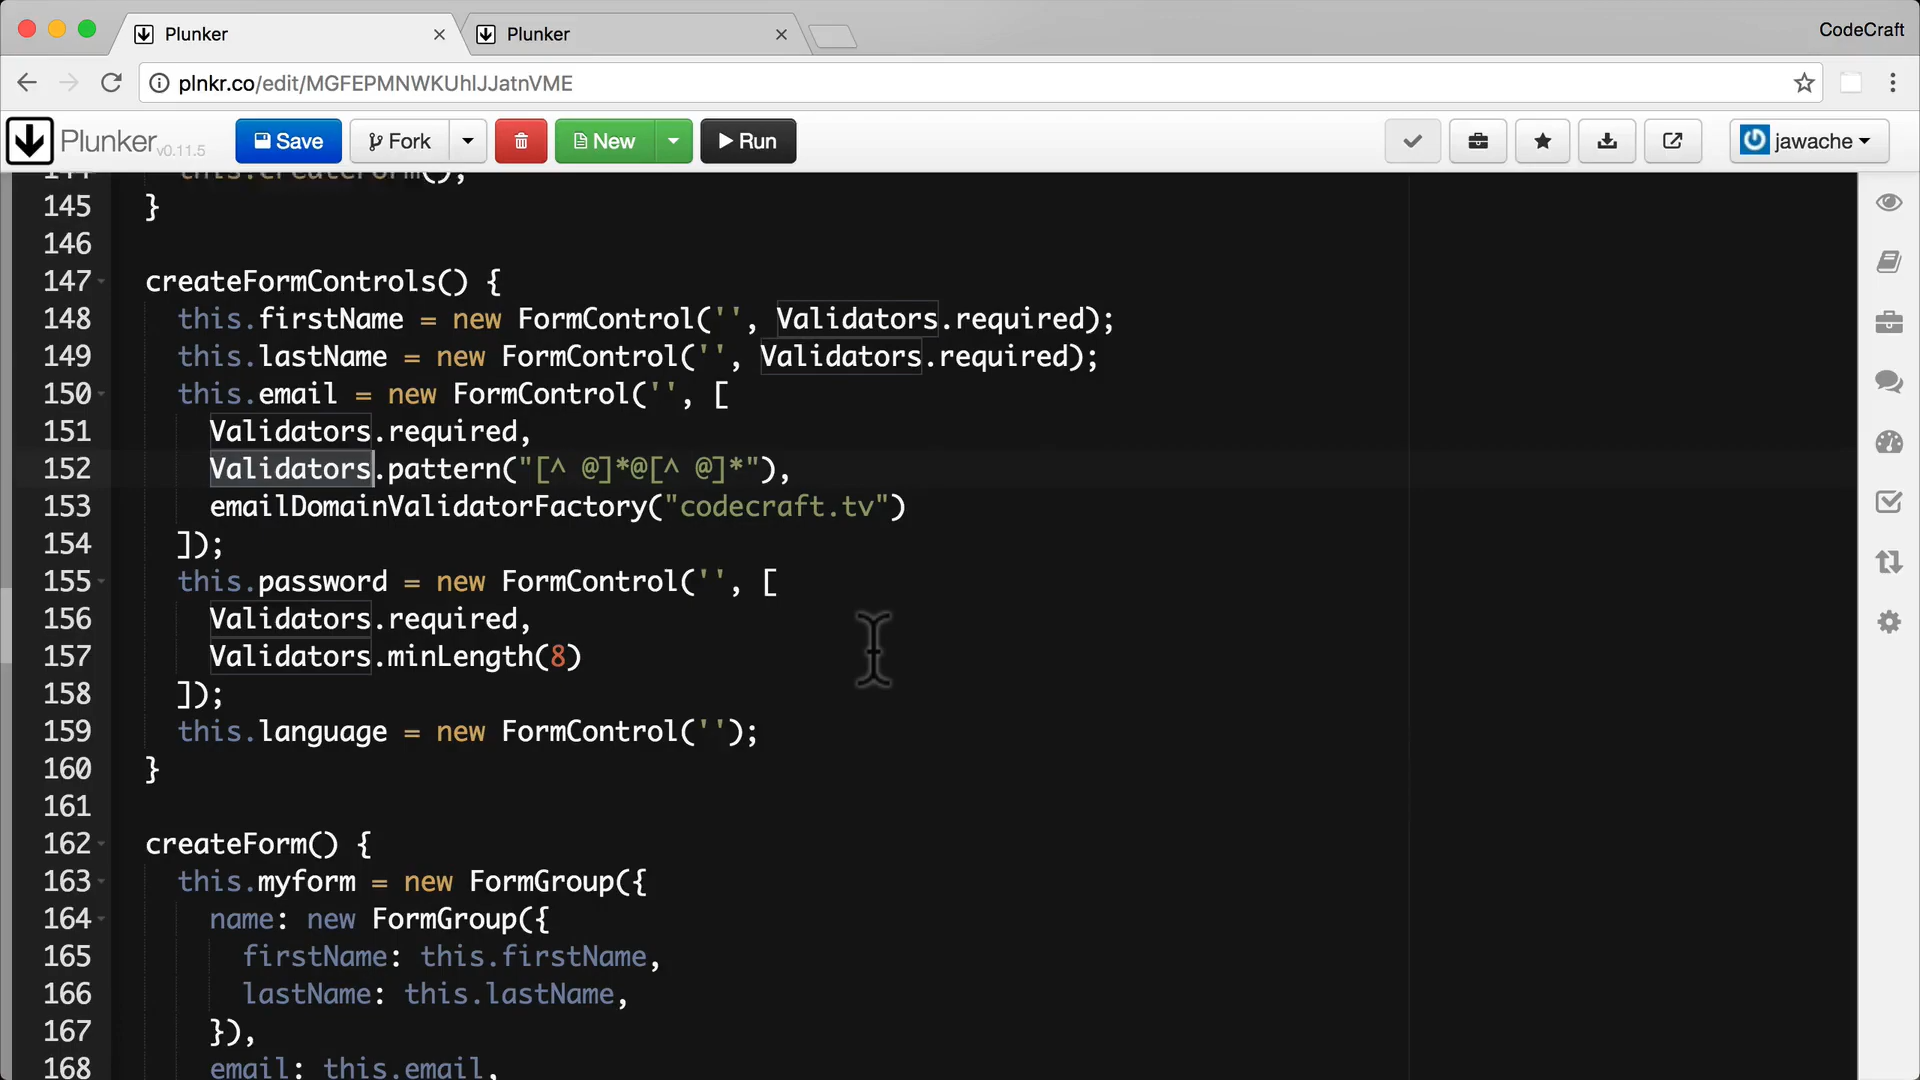 Plunker
Plunker
CodeCraft
plnkr.co/edit/MGFEPMNWKUhlJJatnVME
Plunker v0.11.5
Save
Fork
New
Run
jawache
144 this.createForm();
145 }
146
147 createFormControls() {
148 this.firstName = new FormControl('', Validators.required);
149 this.lastName = new FormControl('', Validators.required);
150 this.email = new FormControl('', [
151 Validators.required,
152 Validators.pattern("[^ @]*@[^ @]*"),
153 emailDomainValidatorFactory("codecraft.tv")
154 ]);
155 this.password = new FormControl('', [
156 Validators.required,
157 Validators.minLength(8)
158 ]);
159 this.language = new FormControl('');
160 }
161
162 createForm() {
163 this.myform = new FormGroup({
164 name: new FormGroup({
165 firstName: this.firstName,
166 lastName: this.lastName,
167 }),
168 email: this.email,